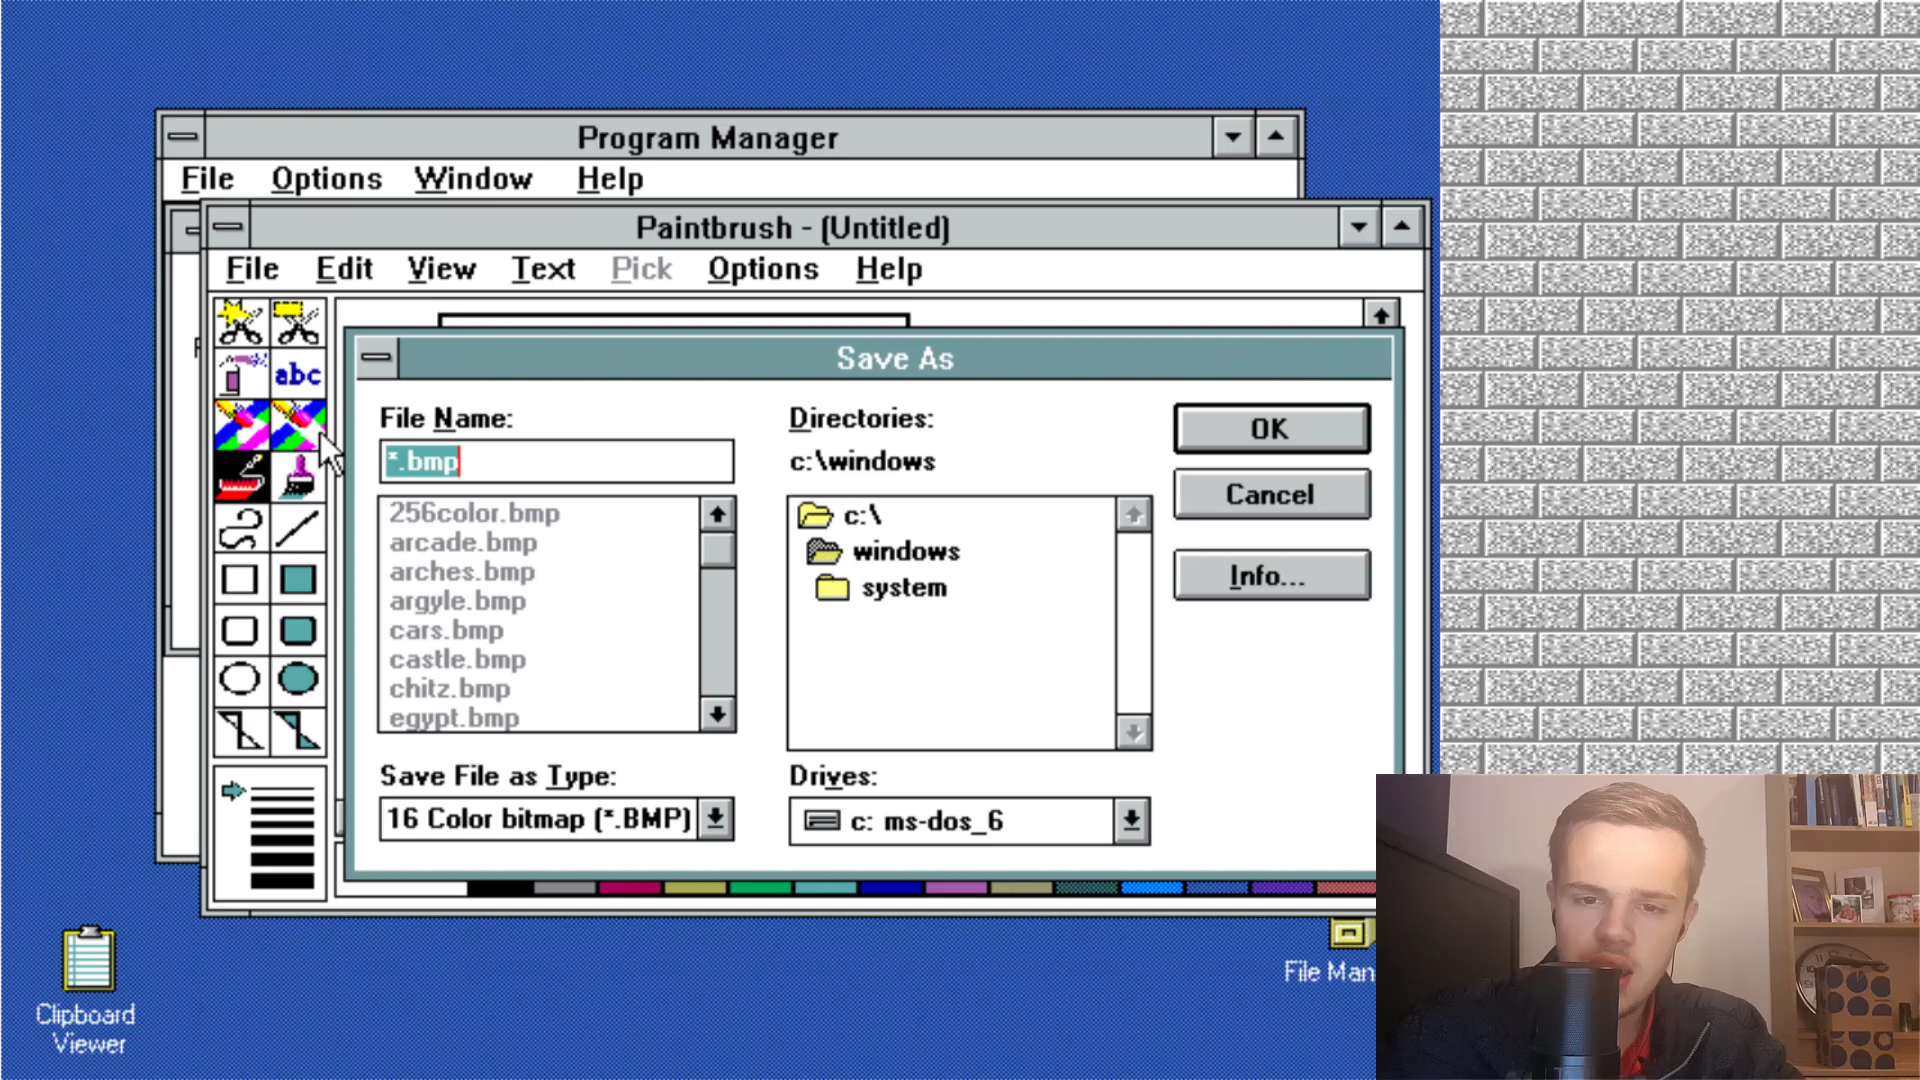 Program Manager
File Options Window Help
Paintbrush - (Untitled)
File Edit View Text Pick Options Help
abc
Save As
File Name:
*.bmp
256color.bmp
arcade.bmp
arches.bmp
argyle.bmp
cars.bmp
castle.bmp
chitz.bmp
egypt.bmp
Save File as Type:
16 Color bitmap (*.BMP)
Directories:
c:\windows
c:\
windows
system
Drives:
c: ms-dos_6
OK
Cancel
Info...
Clipboard
Viewer
File Man